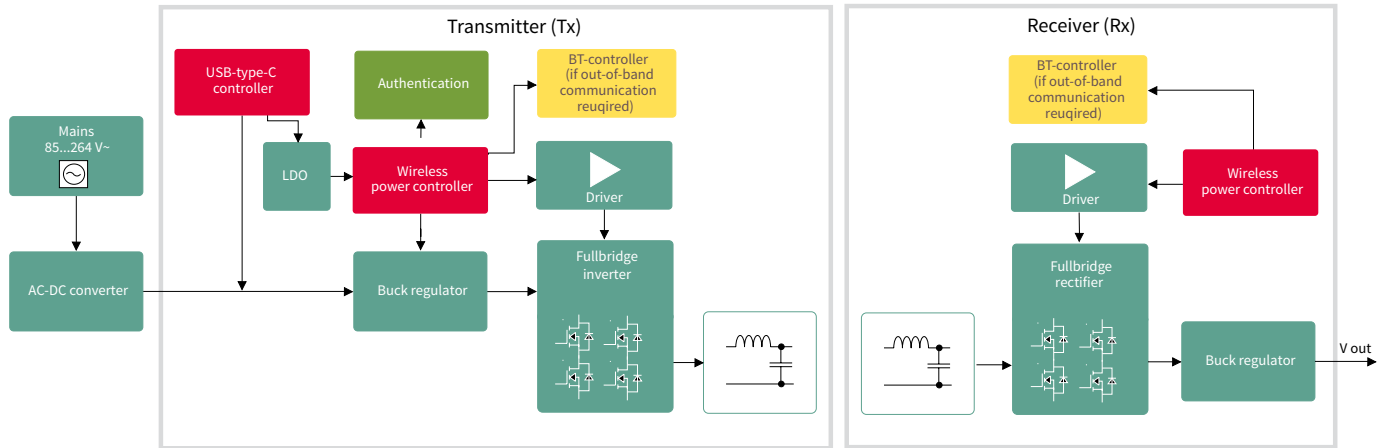 Transmitter (Tx)
USB-type-C
controller
Authentication
BT-controller
(if out-of-band
communication
reuqired)
Mains
85...264 V~
LDO
Wireless
power controller
Driver
AC-DC converter
Buck regulator
Fullbridge
inverter
Receiver (Rx)
BT-controller
(if out-of-band
communication
reuqired)
Driver
Wireless
power controller
Fullbridge
rectifier
Buck regulator
V out